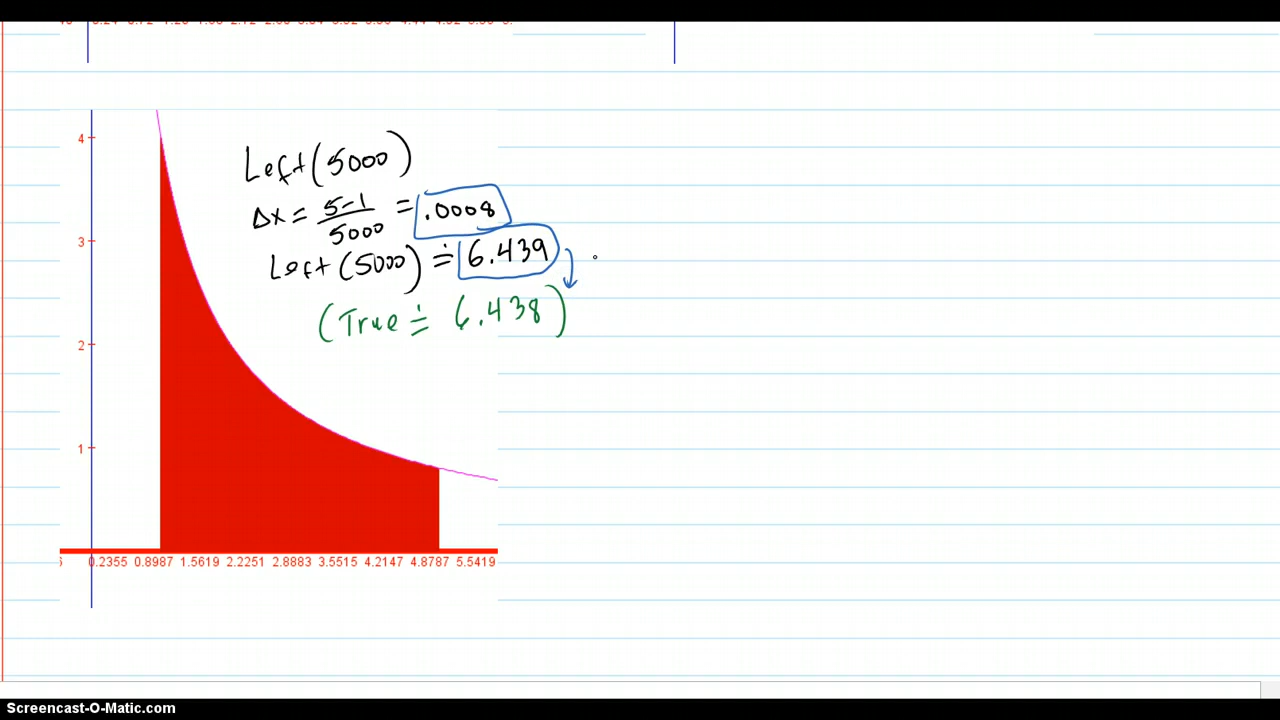 4
3
2
1
Left(5000)
Δx = 5-1/5000 = .0008
Left(5000) ≐ 6.439
(True ≐ 6.438)
0.2355 0.8987 1.5619 2.2251 2.8883 3.5515 4.2147 4.8787 5.5419
Screencast-O-Matic.com